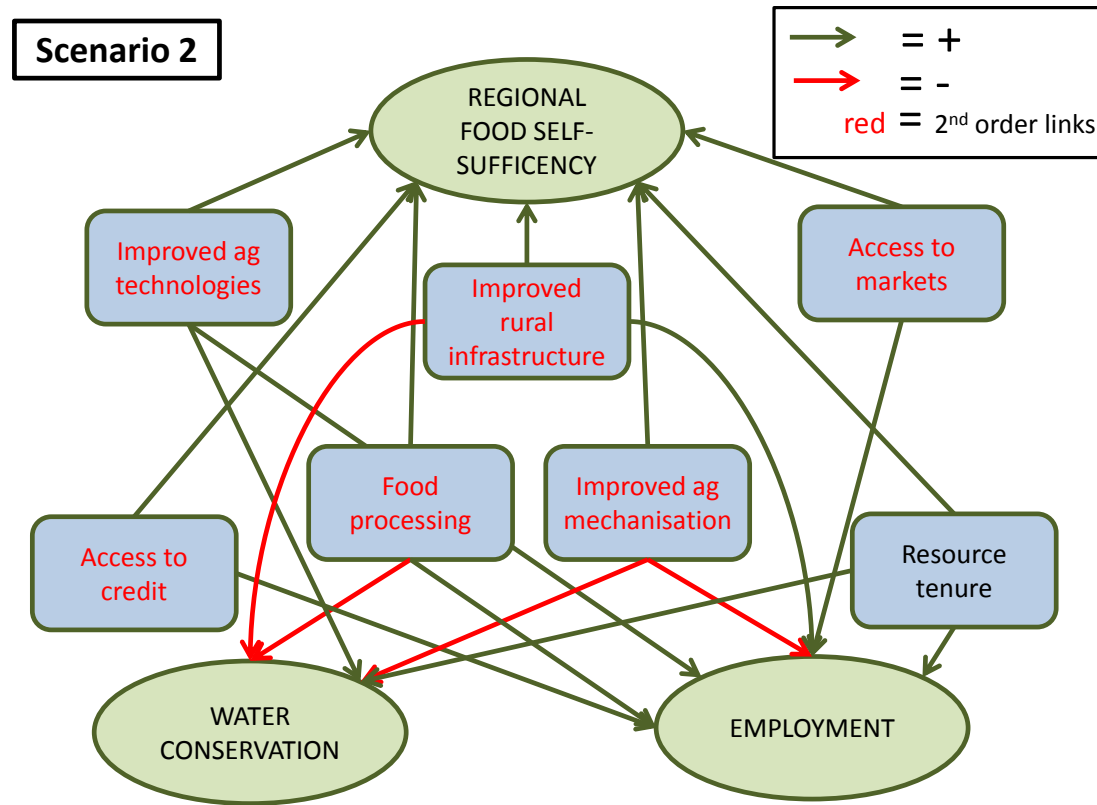 Scenario 2
= +
= -
red = 2nd order links
REGIONAL
FOOD SELF-
SUFFICENCY
Improved ag
technologies
Improved
rural
infrastructure
Access to
markets
Food
processing
Improved ag
mechanisation
Access to
credit
Resource
tenure
WATER
CONSERVATION
EMPLOYMENT